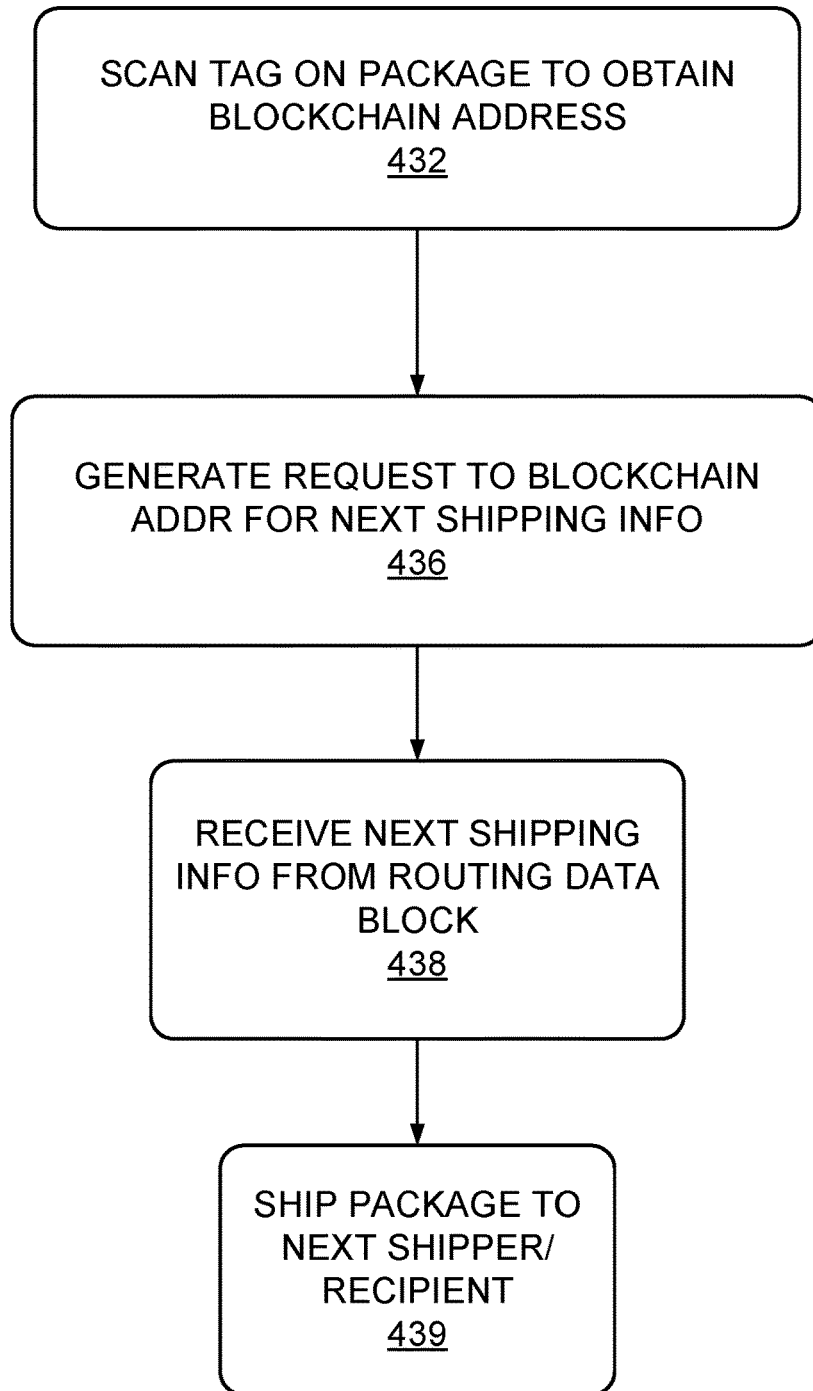 SCAN TAG ON PACKAGE TO OBTAIN
BLOCKCHAIN ADDRESS
432
GENERATE REQUEST TO BLOCKCHAIN
ADDR FOR NEXT SHIPPING INFO
436
RECEIVE NEXT SHIPPING
INFO FROM ROUTING DATA
BLOCK
438
SHIP PACKAGE TO
NEXT SHIPPER/
RECIPIENT
439